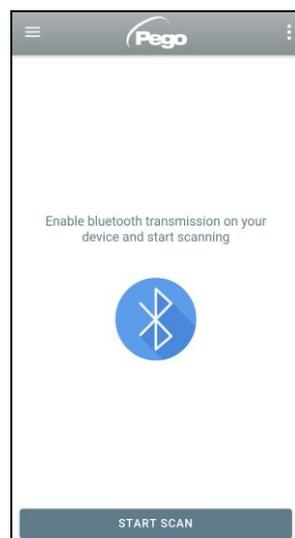 Pego
Enable bluetooth transmission on your
device and start scanning
START SCAN